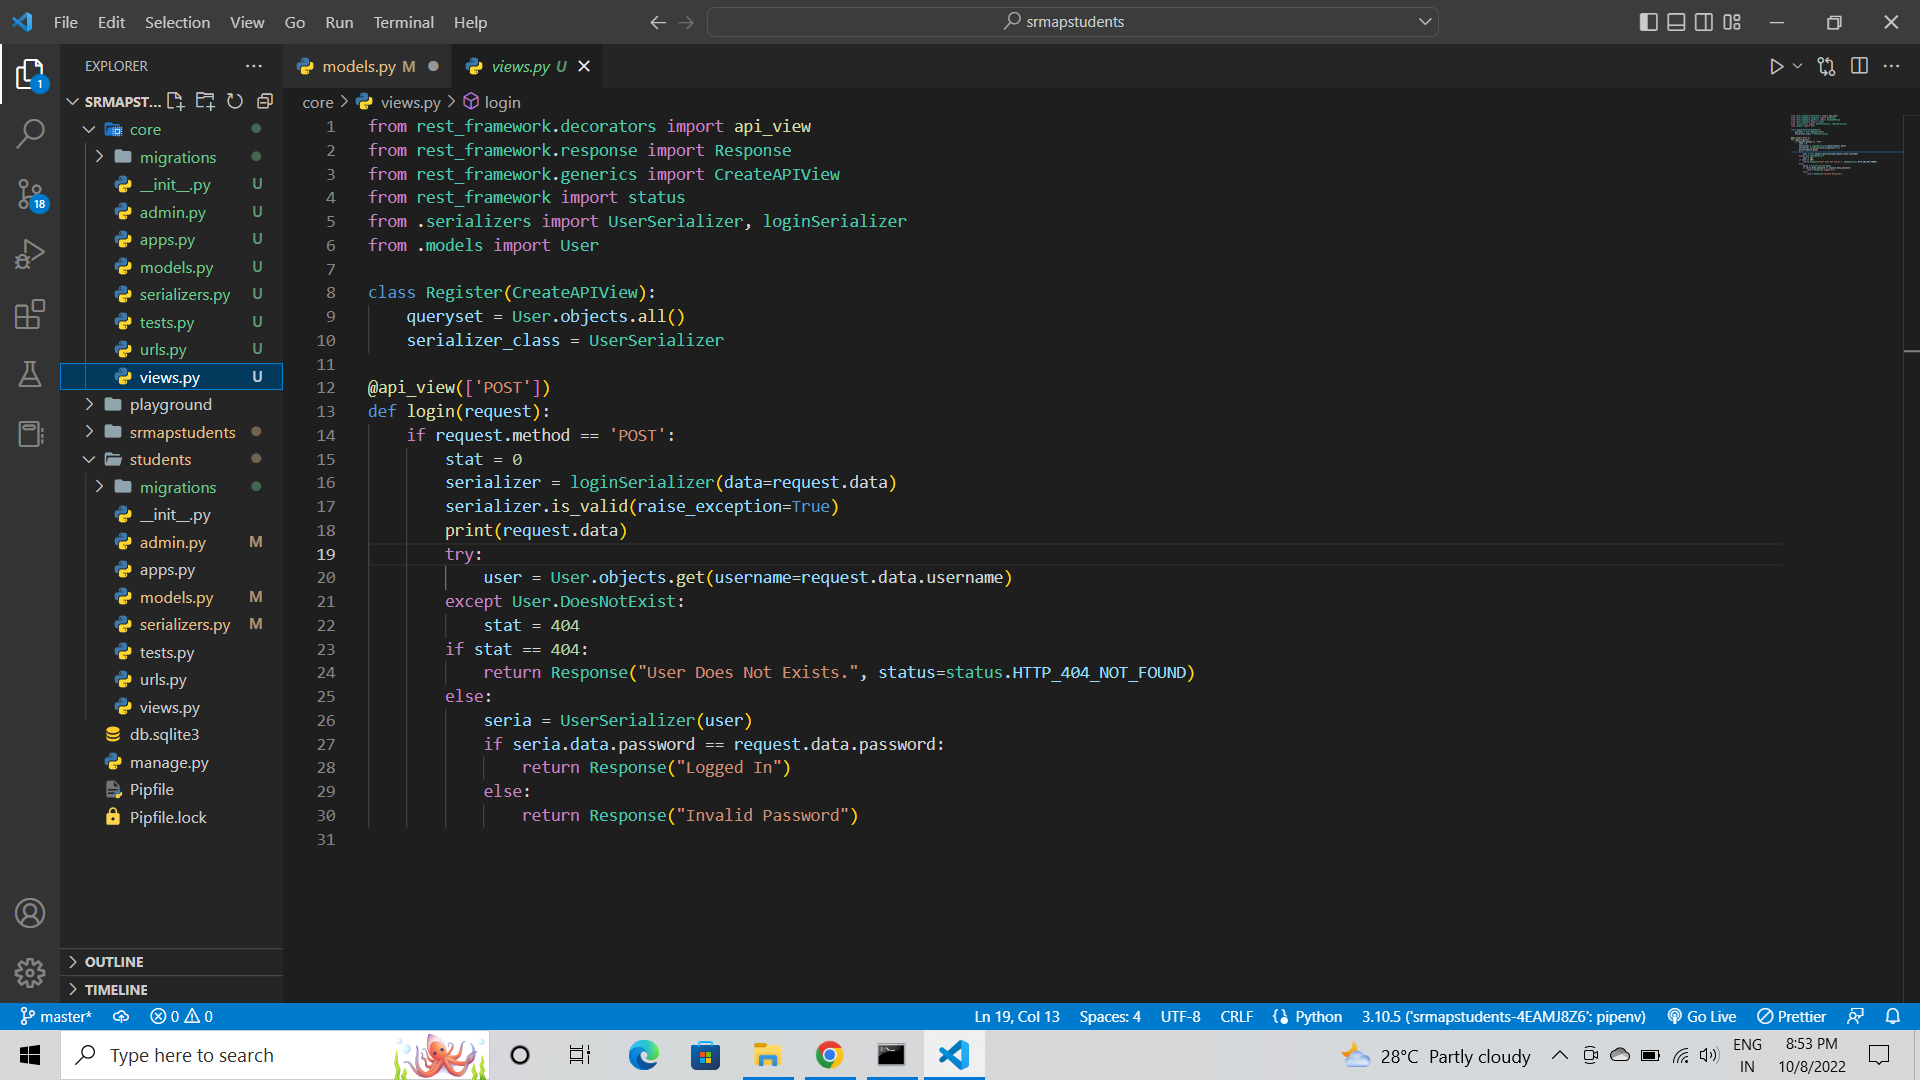 File Edit Selection View Go Run Terminal Help
srmapstudents
EXPLORER
models.py M
views.py U
SRMAPST...
core > views.py > login
core
migrations
__init__.py U
admin.py U
apps.py U
models.py U
serializers.py U
tests.py U
urls.py U
views.py U
playground
srmapstudents
students
migrations
__init__.py
admin.py M
apps.py
models.py M
serializers.py M
tests.py
urls.py
views.py
db.sqlite3
manage.py
Pipfile
Pipfile.lock
OUTLINE
TIMELINE
1
18
1 from rest_framework.decorators import api_view
2 from rest_framework.response import Response
3 from rest_framework.generics import CreateAPIView
4 from rest_framework import status
5 from .serializers import UserSerializer, loginSerializer
6 from .models import User
7
8 class Register(CreateAPIView):
9     queryset = User.objects.all()
10     serializer_class = UserSerializer
11
12 @api_view(['POST'])
13 def login(request):
14     if request.method == 'POST':
15         stat = 0
16         serializer = loginSerializer(data=request.data)
17         serializer.is_valid(raise_exception=True)
18         print(request.data)
19         try:
20             user = User.objects.get(username=request.data.username)
21         except User.DoesNotExist:
22             stat = 404
23         if stat == 404:
24             return Response("User Does Not Exists.", status=status.HTTP_404_NOT_FOUND)
25         else:
26             seria = UserSerializer(user)
27             if seria.data.password == request.data.password:
28                 return Response("Logged In")
29             else:
30                 return Response("Invalid Password")
31
master* 0 0 Ln 19, Col 13 Spaces: 4 UTF-8 CRLF Python 3.10.5 ('srmapstudents-4EAMJ8Z6': pipenv) Go Live Prettier
Type here to search
28°C Partly cloudy
ENG
IN
8:53 PM
10/8/2022